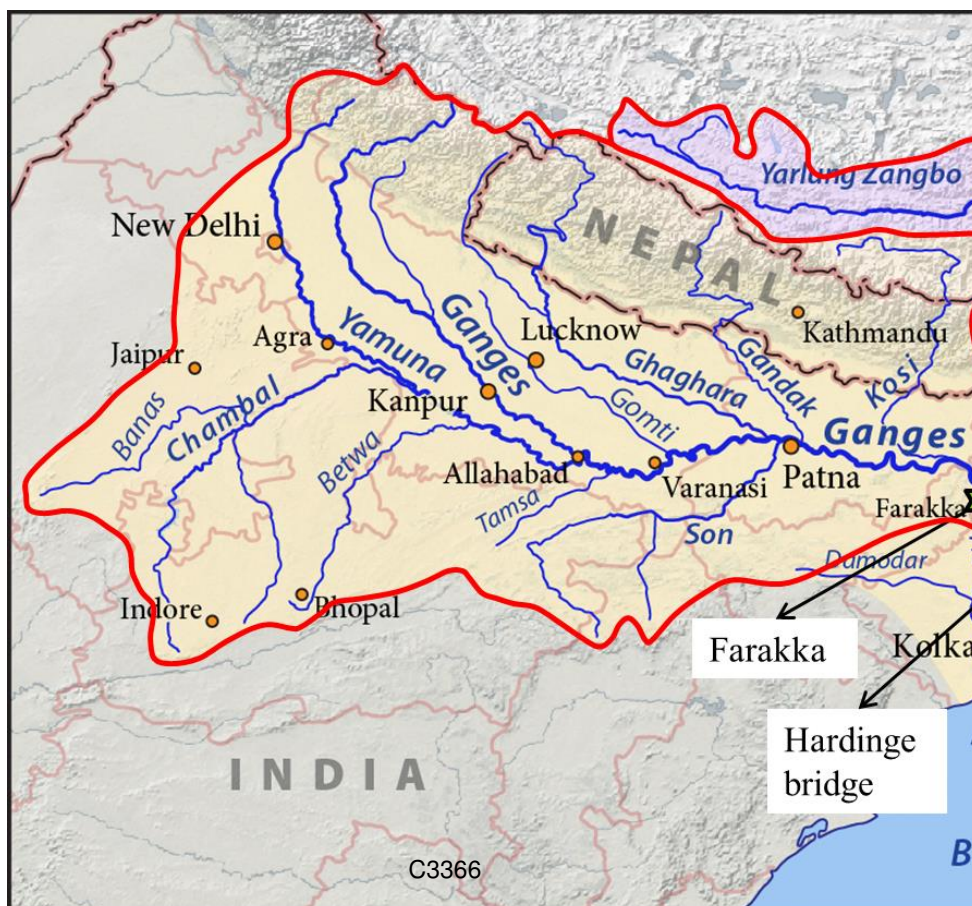 Yarlung Zangbo
New Delhi
NEPAL
Agra
Yamuna
Ganges
Lucknow
Kathmandu
Jaipur
Ghaghara
Gandak
Kosi
Banas
Chambal
Kanpur
Gomti
Ganges
Betwa
Allahabad
Varanasi
Patna
Tamsa
Farakka
Son
Damodar
Indore
Bhopal
Farakka
Kolka
Hardinge
bridge
INDIA
B
C3366